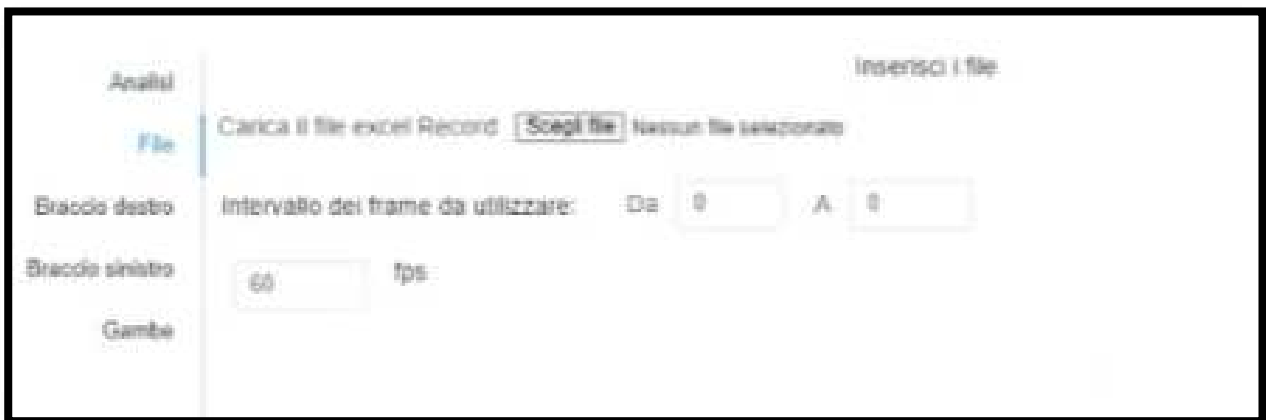 Inserisci i file
Analisi
Carica il file excel Record Scegli file Nessun file selezionato
File
Braccio destro
Intervallo dei frame da utilizzare: Da 0 A 0
Braccio sinistro
60 fps
Gambe